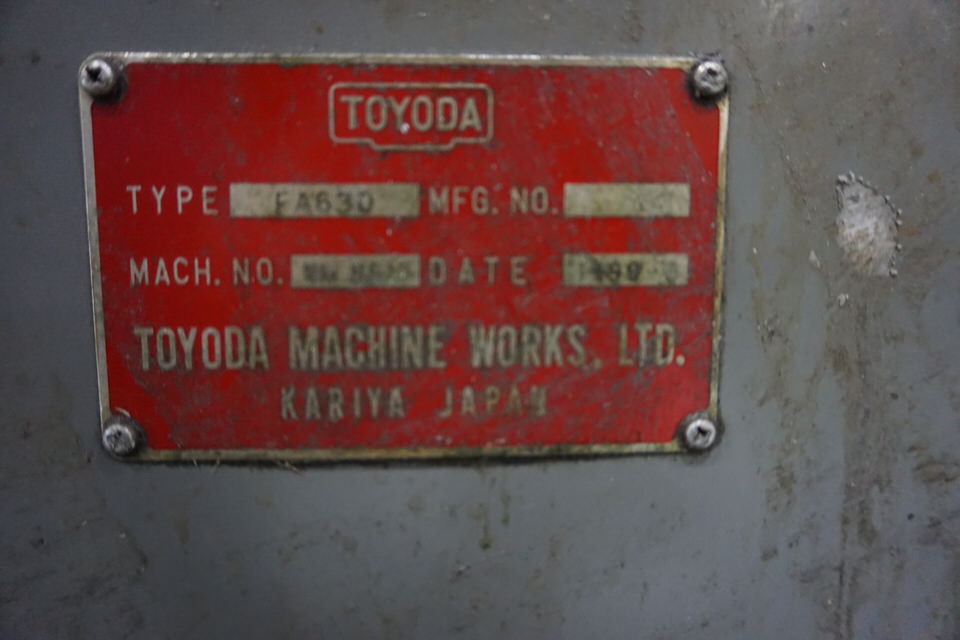 TOYODA
TYPE FA630 MFG. NO.
MACH. NO. DATE
TOYODA MACHINE WORKS, LTD.
KARIYA JAPAN